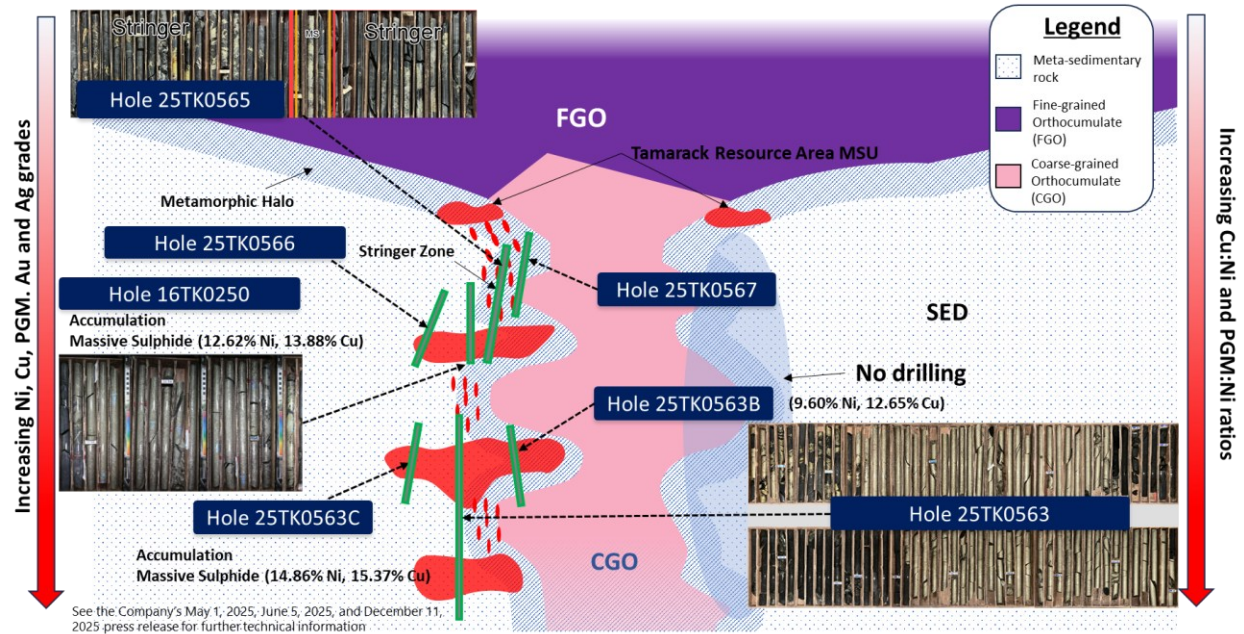 Stringer
MS
Stringer
Hole 25TK0565
FGO
Legend
Meta-sedimentary
rock
Fine-grained
Orthocumulate
(FGO)
Coarse-grained
Orthocumulate
(CGO)
Tamarack Resource Area MSU
Metamorphic Halo
Hole 25TK0566
Stringer Zone
Hole 25TK0567
Hole 16TK0250
Accumulation
Massive Sulphide (12.62% Ni, 13.88% Cu)
SED
No drilling
Hole 25TK0563B
(9.60% Ni, 12.65% Cu)
Hole 25TK0563C
Hole 25TK0563
Accumulation
Massive Sulphide (14.86% Ni, 15.37% Cu)
CGO
See the Company's May 1, 2025, June 5, 2025, and December 11,
2025 press release for further technical information
Increasing Ni, Cu, PGM. Au and Ag grades
Increasing Cu:Ni and PGM:Ni ratios